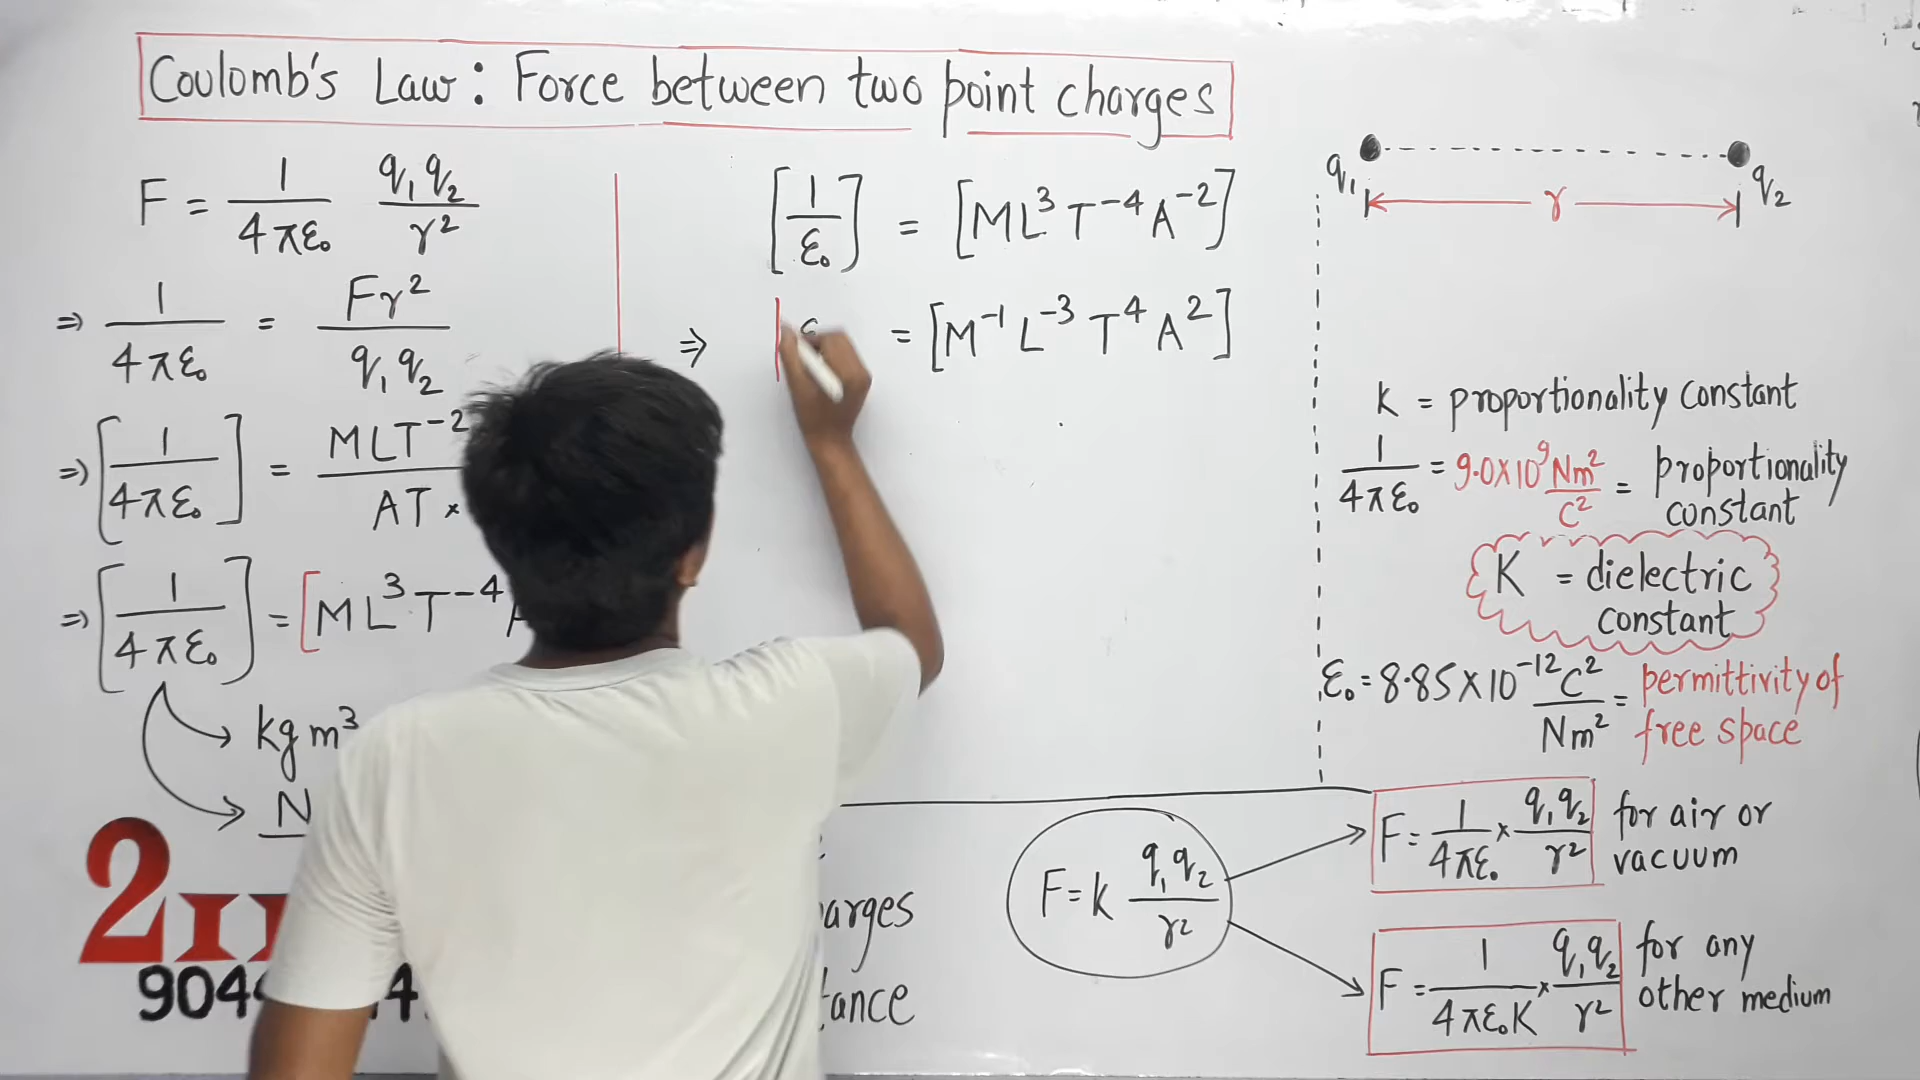 Coulomb's Law: Force between two point charges
F = 1/4πε₀ q₁q₂/r²
⇒ 1/4πε₀ = Fr²/q₁q₂
⇒ [1/4πε₀] = MLT⁻²/AT ×
⇒ [1/4πε₀] = [ML³T⁻⁴
kg m³
N
[1/ε₀] = [ML³T⁻⁴A⁻²]
⇒ = [M⁻¹L⁻³T⁴A²]
q₁ q₂
r
k = proportionality constant
1/4πε₀ = 9.0×10⁹ Nm²/C² = proportionality constant
K = dielectric constant
ε₀ = 8.85×10⁻¹² C²/Nm² = permittivity of free space
F = k q₁q₂/r²
F = 1/4πε₀ × q₁q₂/r² for air or vacuum
F = 1/4πε₀K × q₁q₂/r² for any other medium